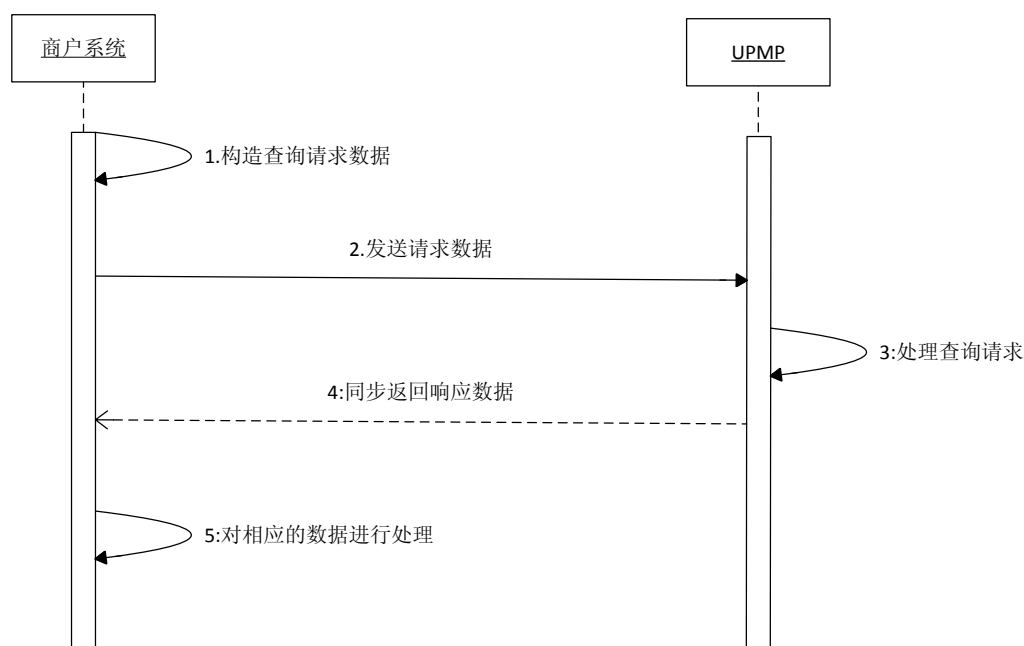 商户系统
UPMP
1.构造查询请求数据
2.发送请求数据
3:处理查询请求
4:同步返回响应数据
5:对相应的数据进行处理